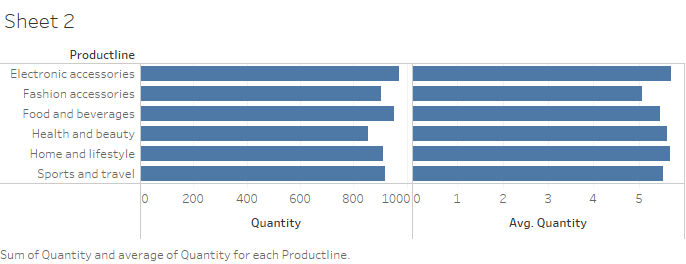 Sheet 2
Productline
Electronic accessories
Fashion accessories
Food and beverages
Health and beauty
Home and lifestyle
Sports and travel
0 200 400 600 800 1000 0 1 2 3 4 5
Quantity Avg. Quantity
Sum of Quantity and average of Quantity for each Productline.